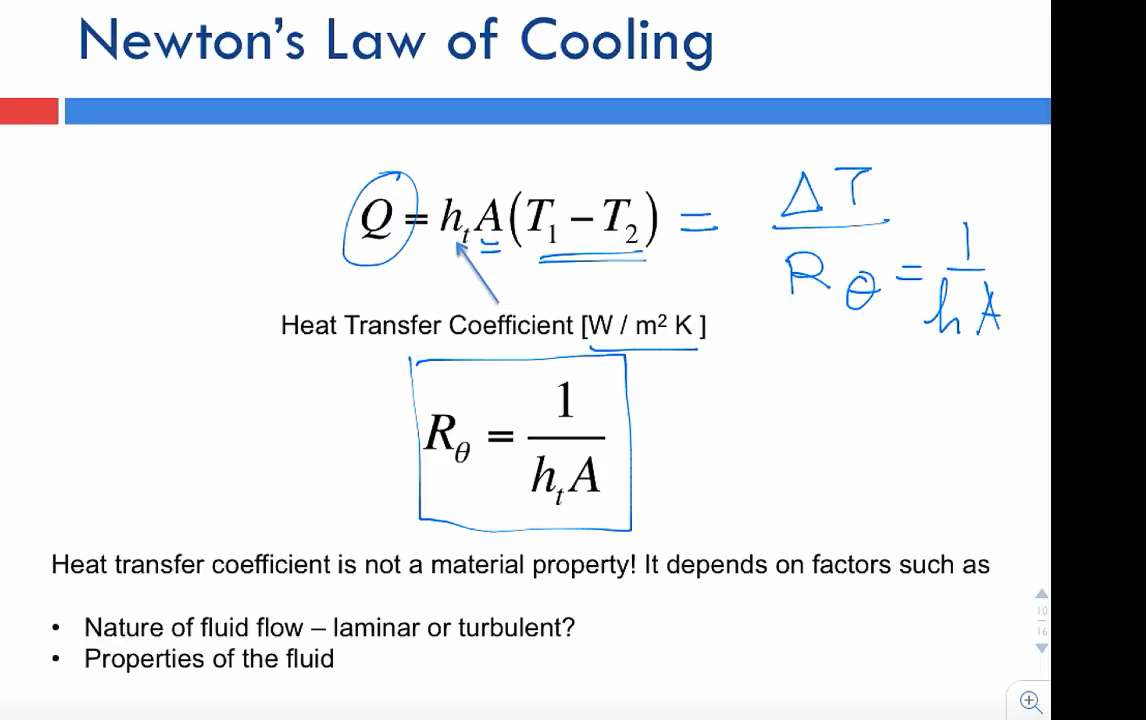 Newton's Law of Cooling
Q = hₜA(T₁ − T₂) = ΔT / Rθ = 1 / hA
Heat Transfer Coefficient [W / m² K ]
Rθ = 1 / hₜA
Heat transfer coefficient is not a material property! It depends on factors such as
• Nature of fluid flow – laminar or turbulent?
• Properties of the fluid
10
16